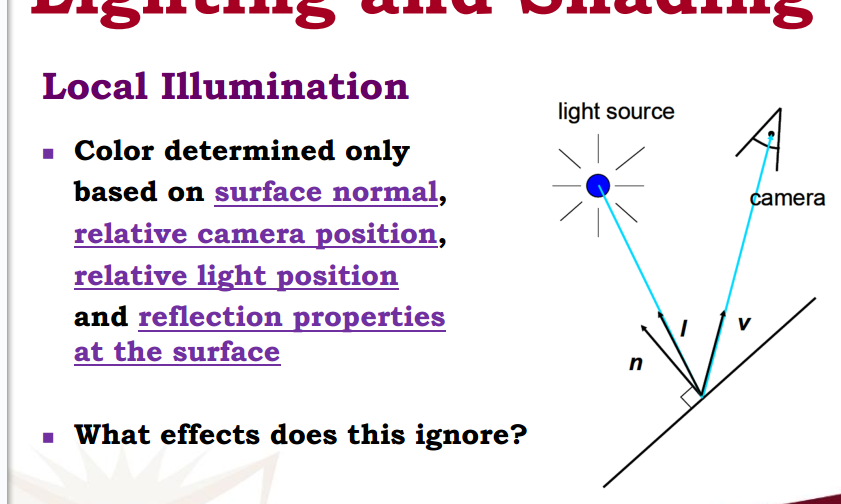 Lighting and Shading
Local Illumination
light source
▪ Color determined only
based on surface normal,
relative camera position,
camera
relative light position
and reflection properties
at the surface
l
v
n
▪ What effects does this ignore?